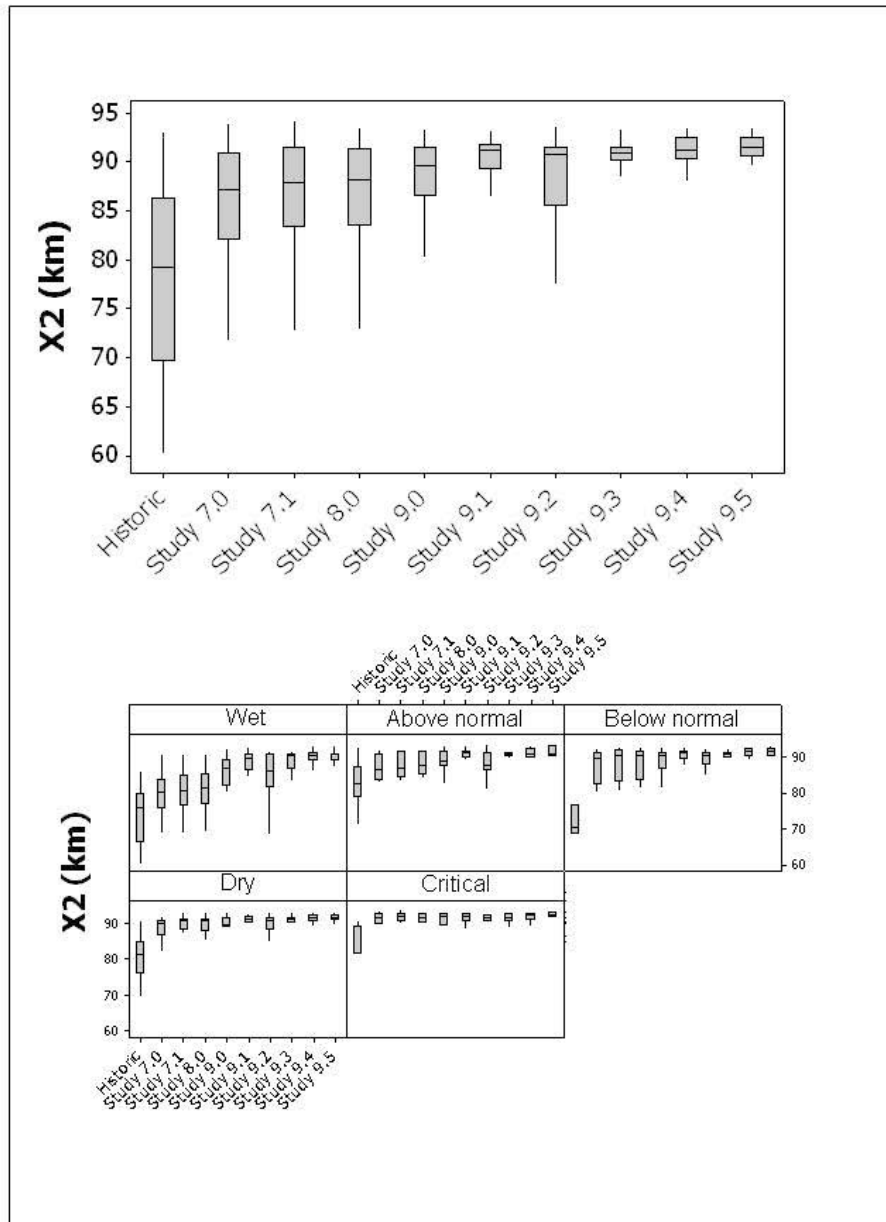 95
90
85
80
75
70
65
60
X2 (km)
Historic
Study 7.0
Study 7.1
Study 8.0
Study 9.0
Study 9.1
Study 9.2
Study 9.3
Study 9.4
Study 9.5
Historic
Study 7.0
Study 7.1
Study 8.0
Study 9.0
Study 9.1
Study 9.2
Study 9.3
Study 9.4
Study 9.5
Wet
Above normal
Below normal
90
80
70
60
X2 (km)
Dry
Critical
90
80
70
60
Historic
Study 7.0
Study 7.1
Study 8.0
Study 9.0
Study 9.1
Study 9.2
Study 9.3
Study 9.4
Study 9.5